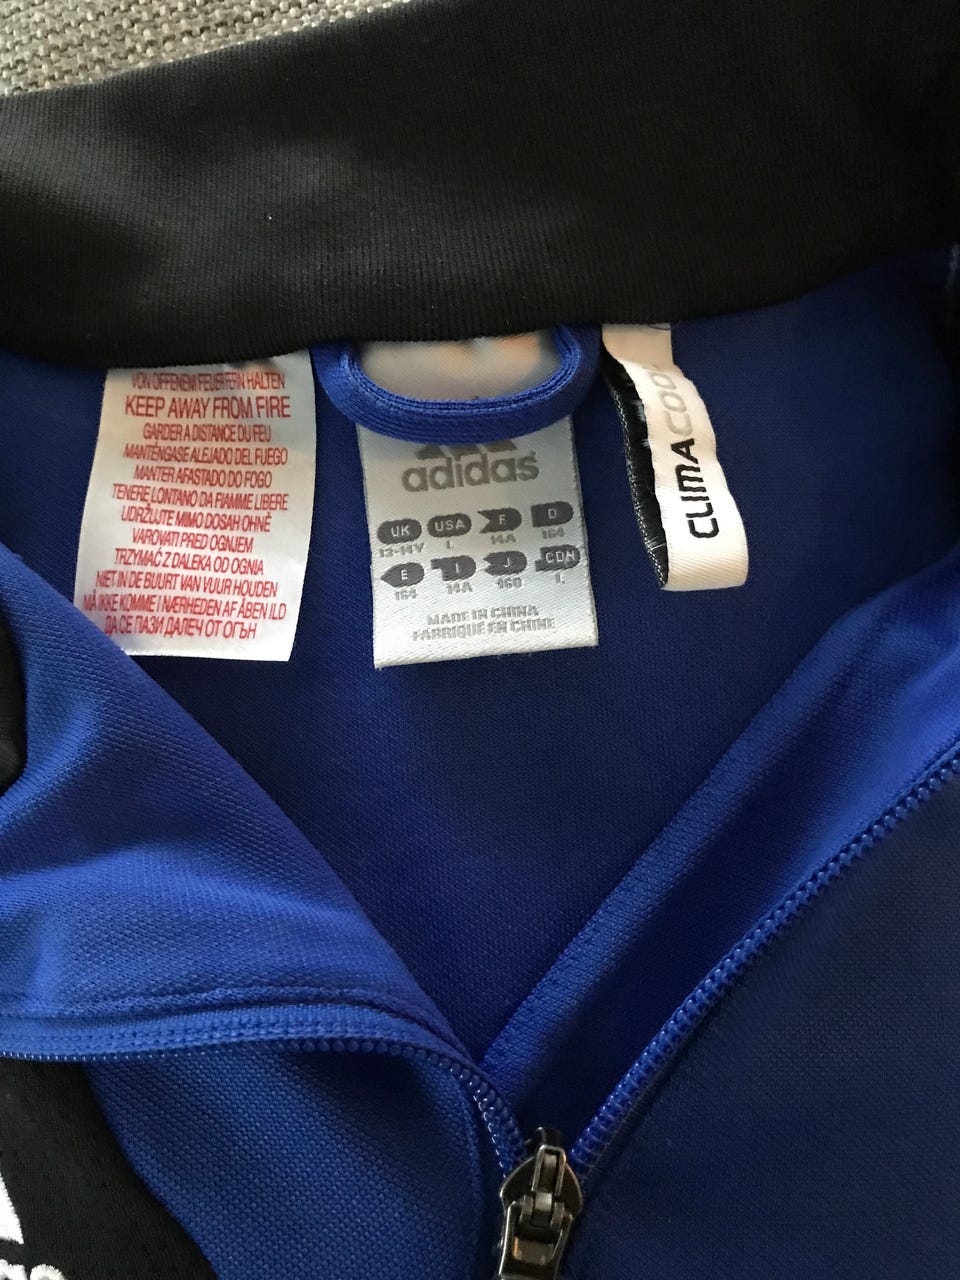 VON OFFENEM FEUER FERN HALTEN
KEEP AWAY FROM FIRE
GARDER A DISTANCE DU FEU
MANTÉNGASE ALEJADO DEL FUEGO
MANTER AFASTADO DO FOGO
TENERE LONTANO DA FIAMME LIBERE
UDRŽUJTE MIMO DOSAH OHNĚ
VAROVATI PRED OGNJEM
TRZYMAĆ Z DALEKA OD OGNIA
NIET IN DE BUURT VAN VUUR HOUDEN
MÅ IKKE KOMME I NÆRHEDEN AF ÅBEN ILD
ДА СЕ ПАЗИ ДАЛЕЧ ОТ ОГЪН
adidas
UK USA F D
13-14Y L 14A 164
E I J CDN
164 14A 160 L
MADE IN CHINA
FABRIQUÉ EN CHINE
CLIMACOOL